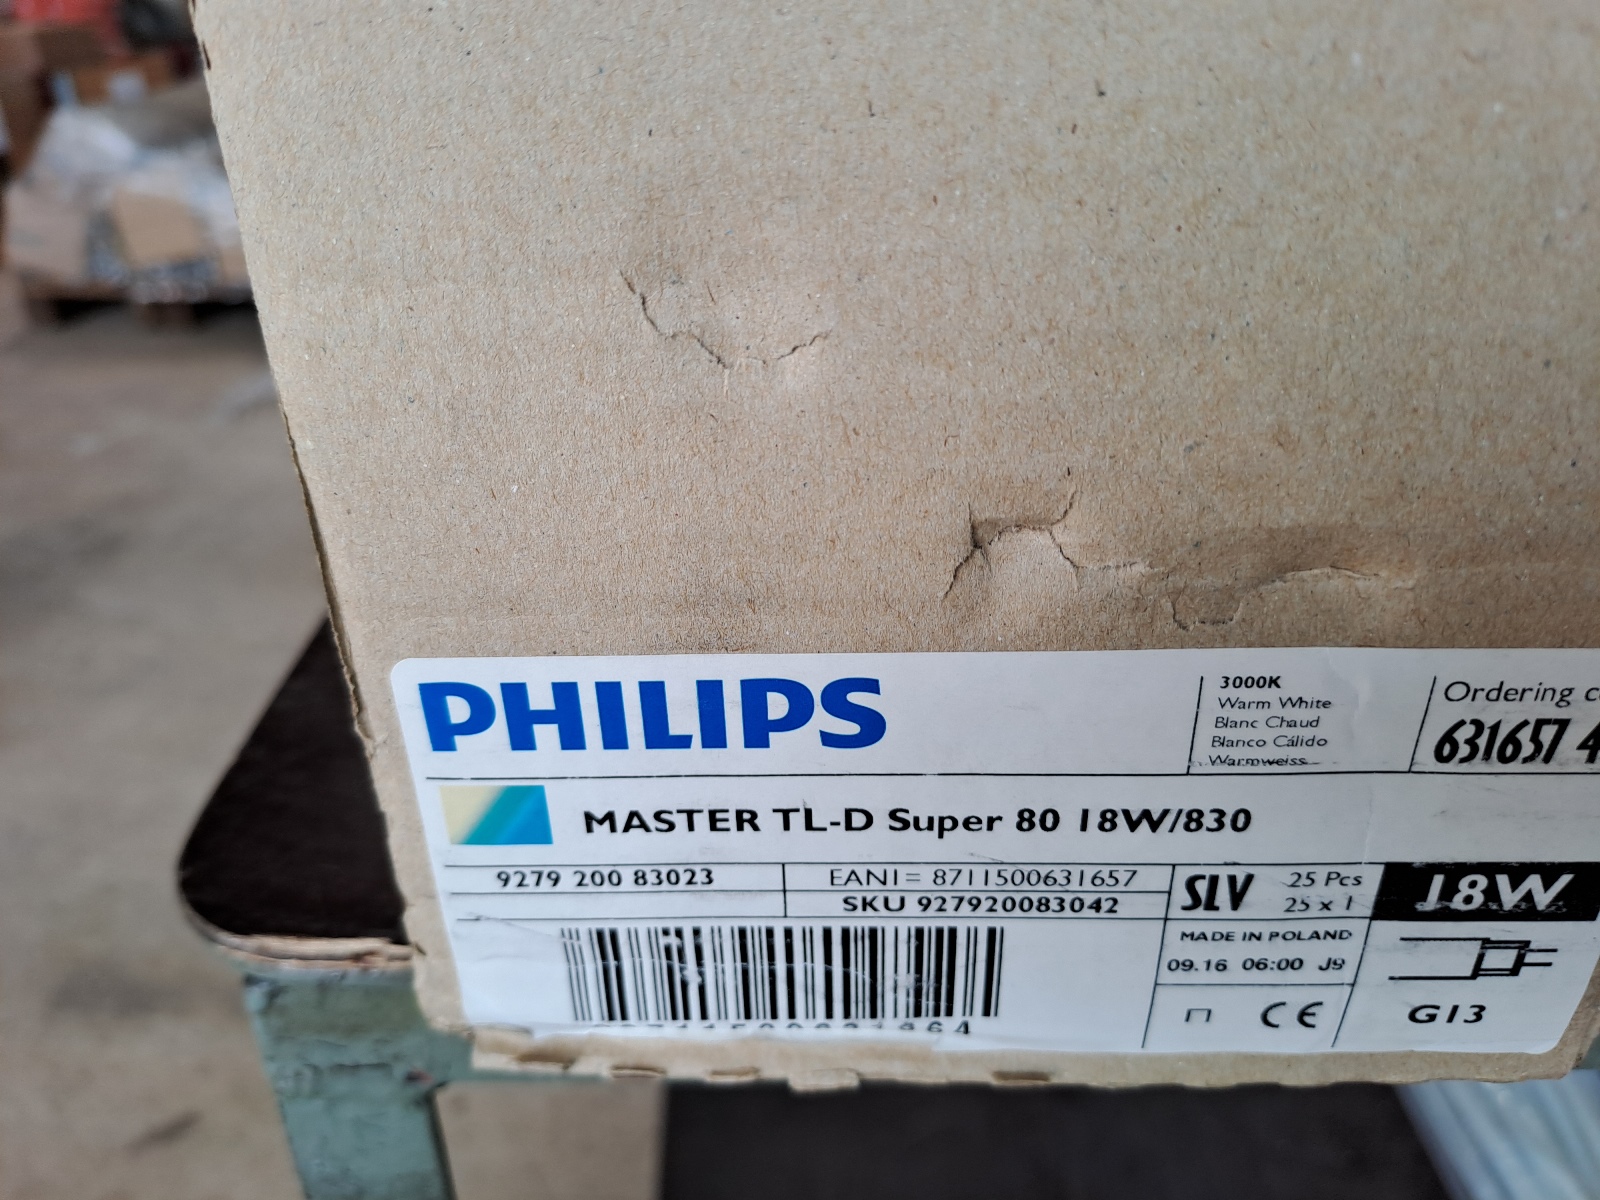 PHILIPS
3000K
Warm White
Blanc Chaud
Blanco Cálido
Warmweiss
Ordering
631657 4
MASTER TL-D Super 80 18W/830
9279 200 83023
EAN1= 8711500631657
SKU 927920083042
SLV
25 Pcs
25 x 1
18W
MADE IN POLAND
09.16 06:00 J9
CE
G13